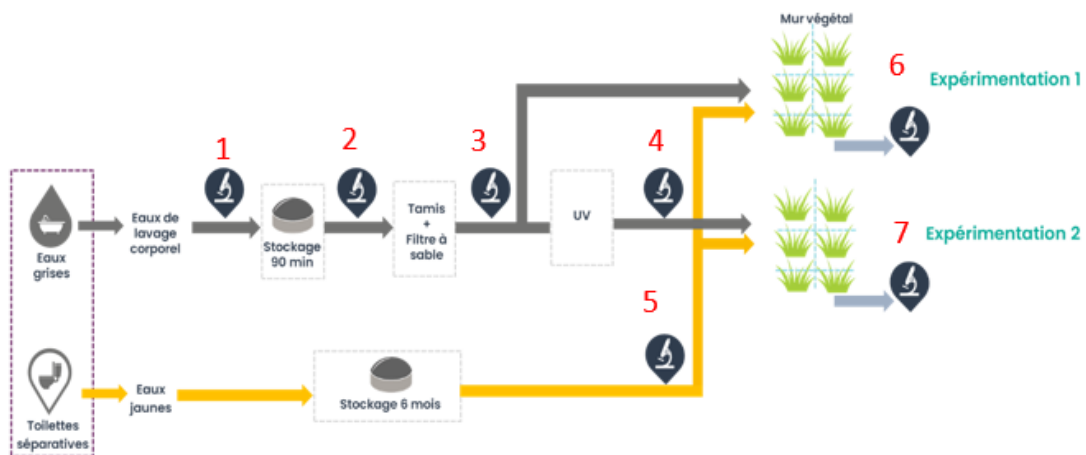 Mur végétal
6
Expérimentation 1
1
2
3
4
Eaux
grises
Eaux de
lavage
corporel
Stockage
90 min
Tamis
+
Filtre à
sable
UV
7
Expérimentation 2
5
Toilettes
séparatives
Eaux
jaunes
Stockage 6 mois